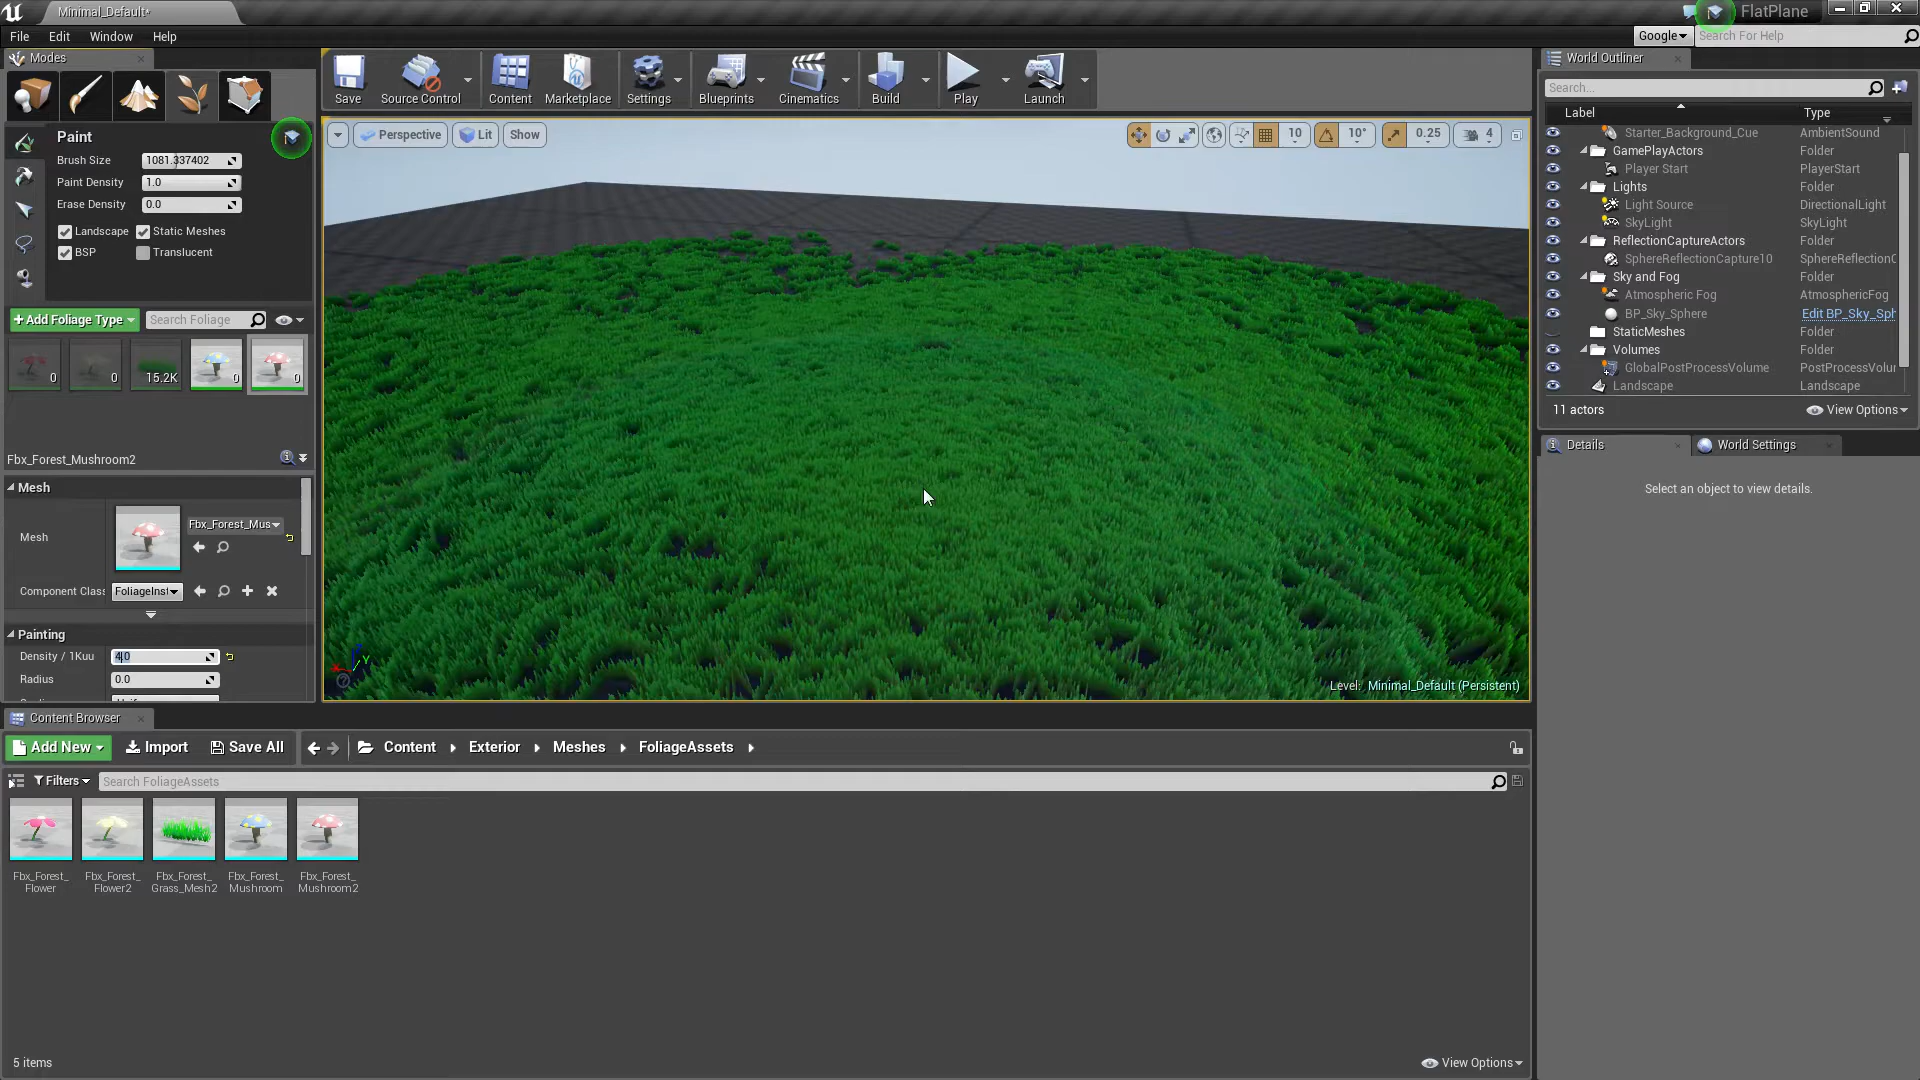 Minimal_Default*
FlatPlane
File Edit Window Help
Google
Search For Help
Modes
Save
Source Control
Content
Marketplace
Settings
Blueprints
Cinematics
Build
Play
Launch
World Outliner
Search...
Label Type
Starter_Background_Cue AmbientSound
GamePlayActors Folder
Player Start PlayerStart
Lights Folder
Light Source DirectionalLight
SkyLight SkyLight
ReflectionCaptureActors Folder
SphereReflectionCapture10 SphereReflectionC
Sky and Fog Folder
Atmospheric Fog AtmosphericFog
BP_Sky_Sphere Edit BP_Sky_Sph
StaticMeshes Folder
Volumes Folder
GlobalPostProcessVolume PostProcessVolu
Landscape Landscape
11 actors
View Options
Details
World Settings
Select an object to view details.
Paint
Brush Size 1081.337402
Paint Density 1.0
Erase Density 0.0
Landscape Static Meshes
BSP Translucent
Add Foliage Type
Search Foliage
0 0 15.2K 0 0
Fbx_Forest_Mushroom2
Mesh
Mesh Fbx_Forest_Mus
Component Class FoliageInst
Painting
Density / 1Kuu 4.0
Radius 0.0
Perspective
Lit
Show
10
10°
0.25
4
X
Y
Level: Minimal_Default (Persistent)
Content Browser
Add New
Import
Save All
Content Exterior Meshes FoliageAssets
Filters
Search FoliageAssets
Fbx_Forest_
Flower
Fbx_Forest_
Flower2
Fbx_Forest_
Grass_Mesh2
Fbx_Forest_
Mushroom
Fbx_Forest_
Mushroom2
5 items
View Options